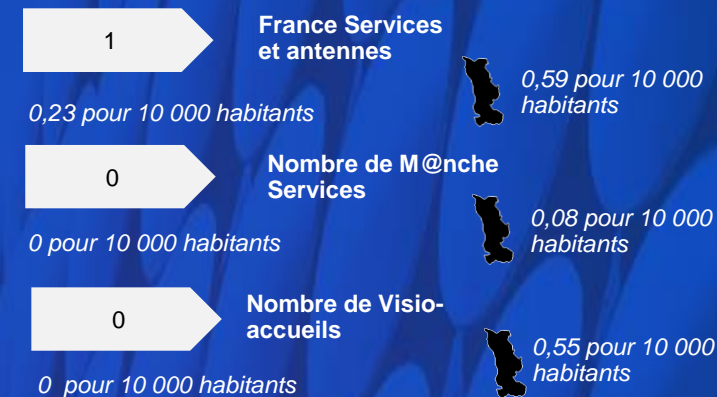 1
France Services
et antennes
0,23 pour 10 000 habitants
0,59 pour 10 000
habitants
0
Nombre de M@nche
Services
0 pour 10 000 habitants
0,08 pour 10 000
habitants
0
Nombre de Visio-
accueils
0 pour 10 000 habitants
0,55 pour 10 000
habitants